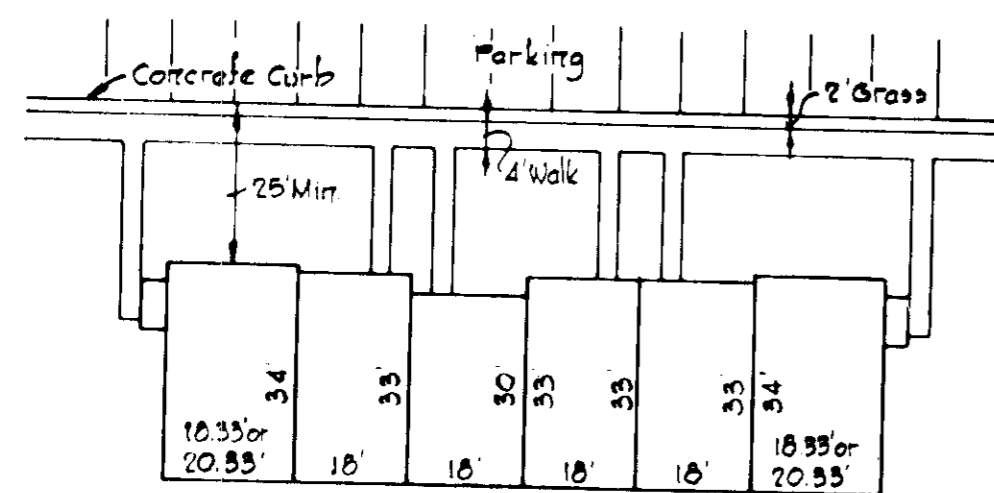 Parking
Concrete Curb
2' Grass
4' Walk
25' Min.
34'
33'
30'
33'
33'
33'
34'
18.33' or
20.33'
18'
18'
18'
18'
18.33' or
20.33'